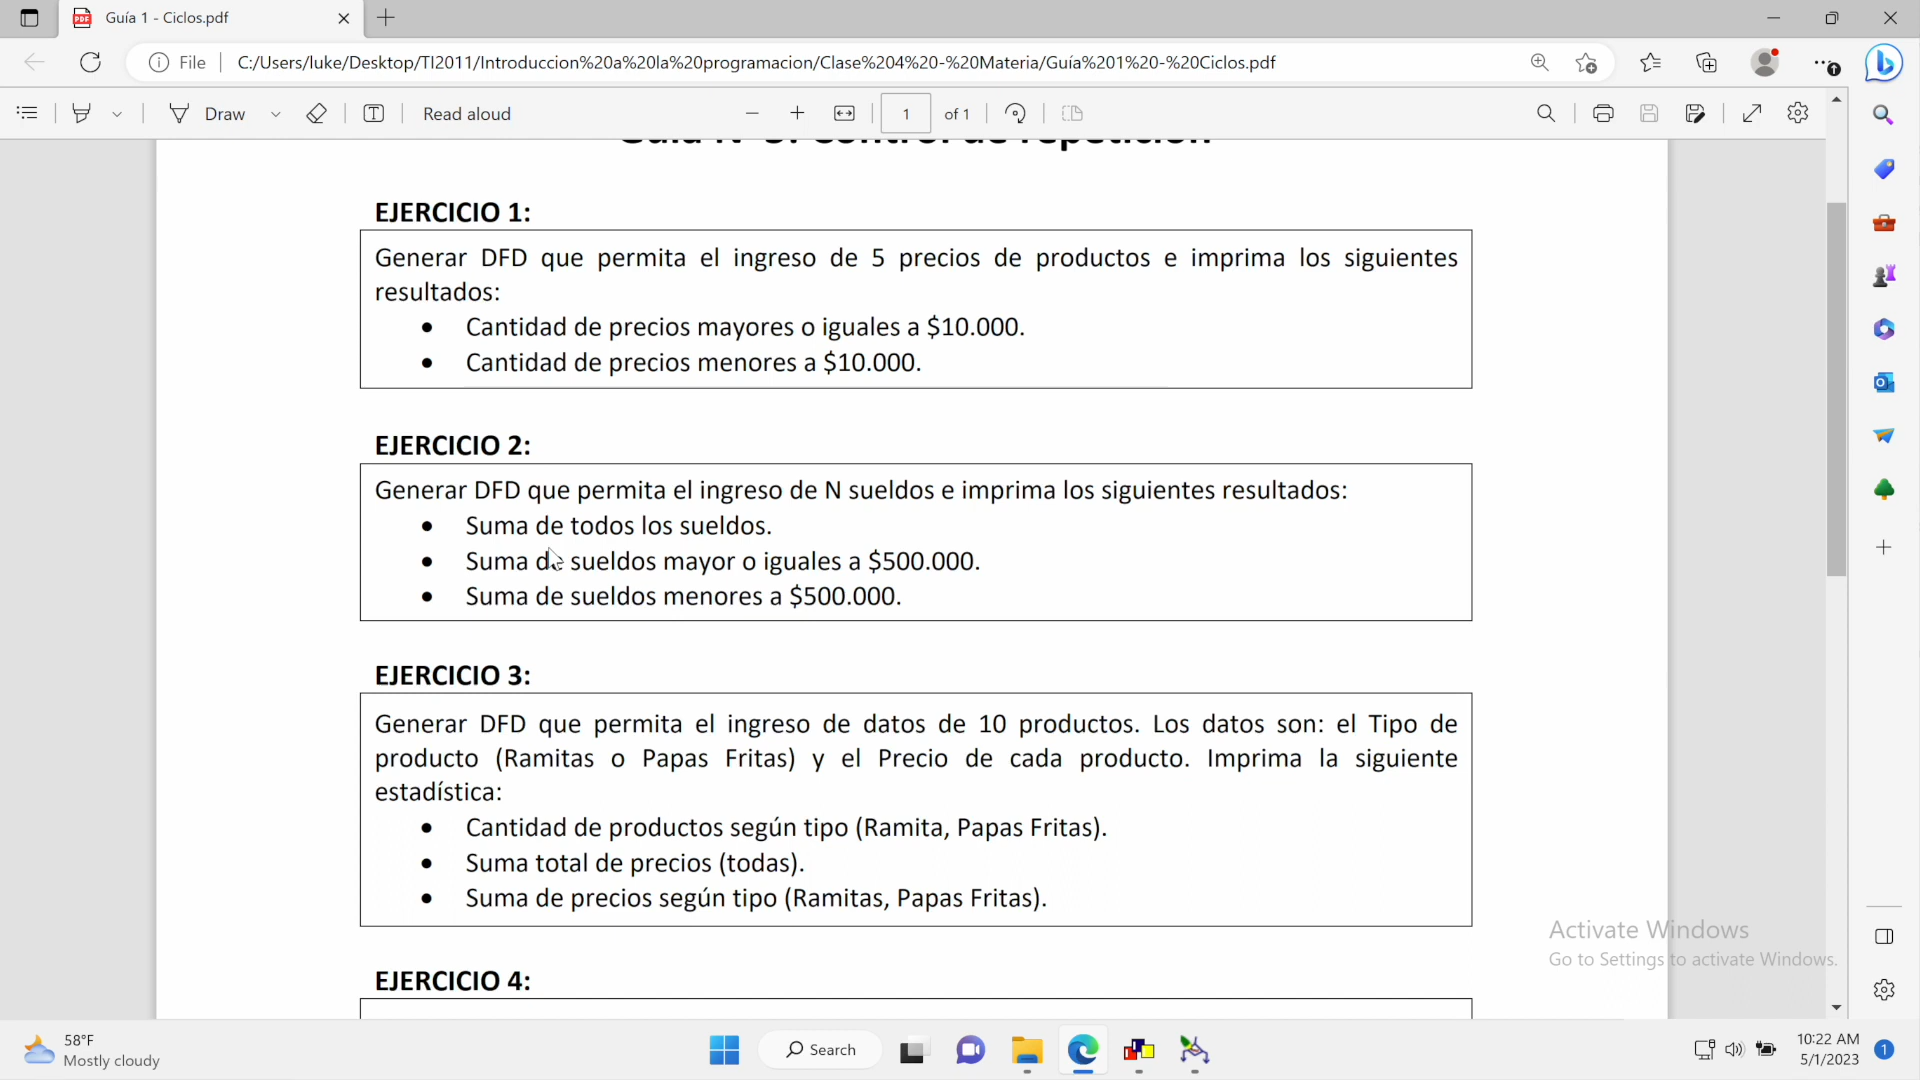 Guía 1 - Ciclos.pdf
File
C:/Users/luke/Desktop/TI2011/Introduccion%20a%20la%20programacion/Clase%204%20-%20Materia/Guía%201%20-%20Ciclos.pdf
Draw
Read aloud
1
of 1
EJERCICIO 1:
Generar DFD que permita el ingreso de 5 precios de productos e imprima los siguientes
resultados:
• Cantidad de precios mayores o iguales a $10.000.
• Cantidad de precios menores a $10.000.
EJERCICIO 2:
Generar DFD que permita el ingreso de N sueldos e imprima los siguientes resultados:
• Suma de todos los sueldos.
• Suma de sueldos mayor o iguales a $500.000.
• Suma de sueldos menores a $500.000.
EJERCICIO 3:
Generar DFD que permita el ingreso de datos de 10 productos. Los datos son: el Tipo de
producto (Ramitas o Papas Fritas) y el Precio de cada producto. Imprima la siguiente
estadística:
• Cantidad de productos según tipo (Ramita, Papas Fritas).
• Suma total de precios (todas).
• Suma de precios según tipo (Ramitas, Papas Fritas).
EJERCICIO 4:
Activate Windows
Go to Settings to activate Windows.
58°F
Mostly cloudy
Search
10:22 AM
5/1/2023
1